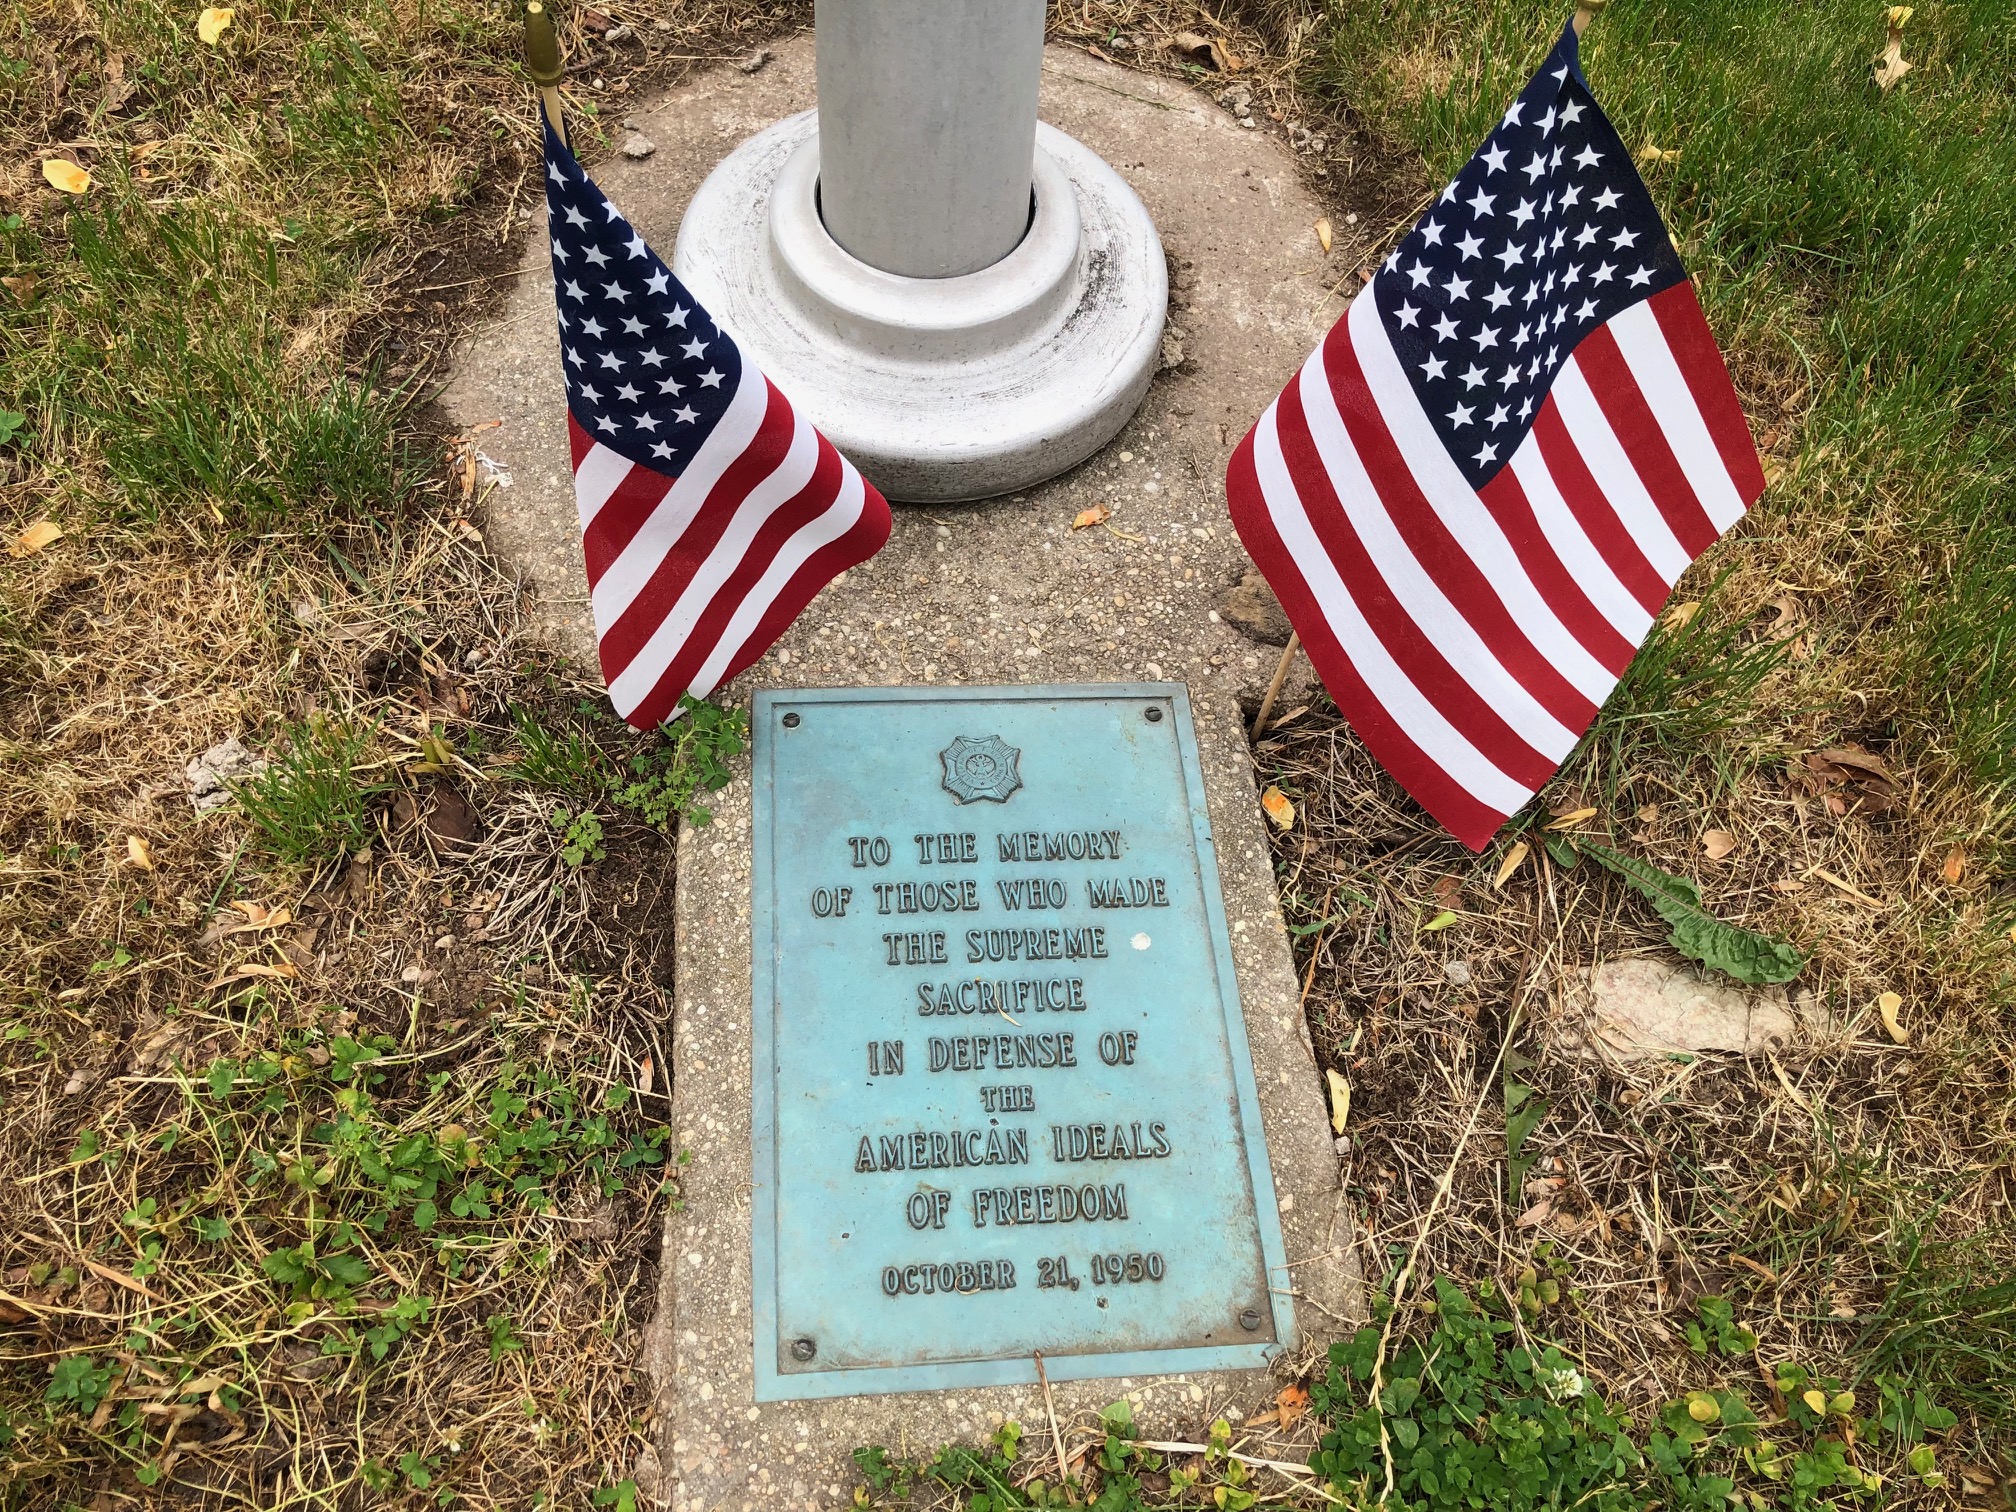 TO THE MEMORY
OF THOSE WHO MADE
THE SUPREME
SACRIFICE
IN DEFENSE OF
THE
AMERICAN IDEALS
OF FREEDOM
OCTOBER 21, 1950